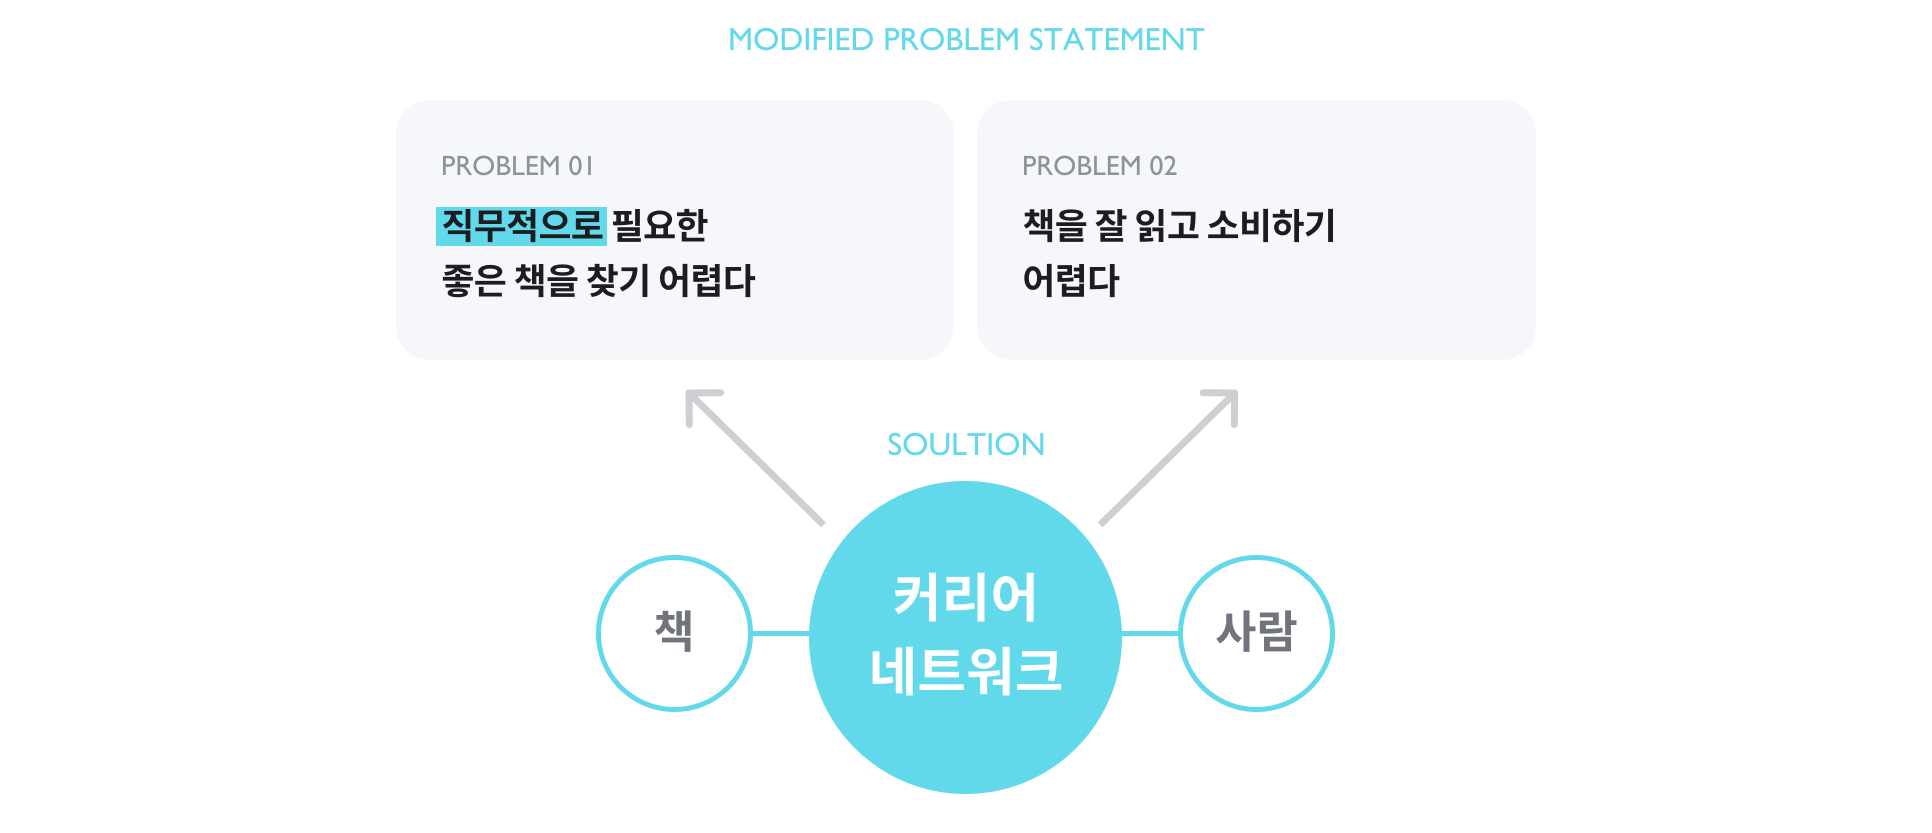 MODIFIED PROBLEM STATEMENT
PROBLEM 01
직무적으로 필요한
좋은 책을 찾기 어렵다
PROBLEM 02
책을 잘 읽고 소비하기
어렵다
SOULTION
책
커리어
네트워크
사람